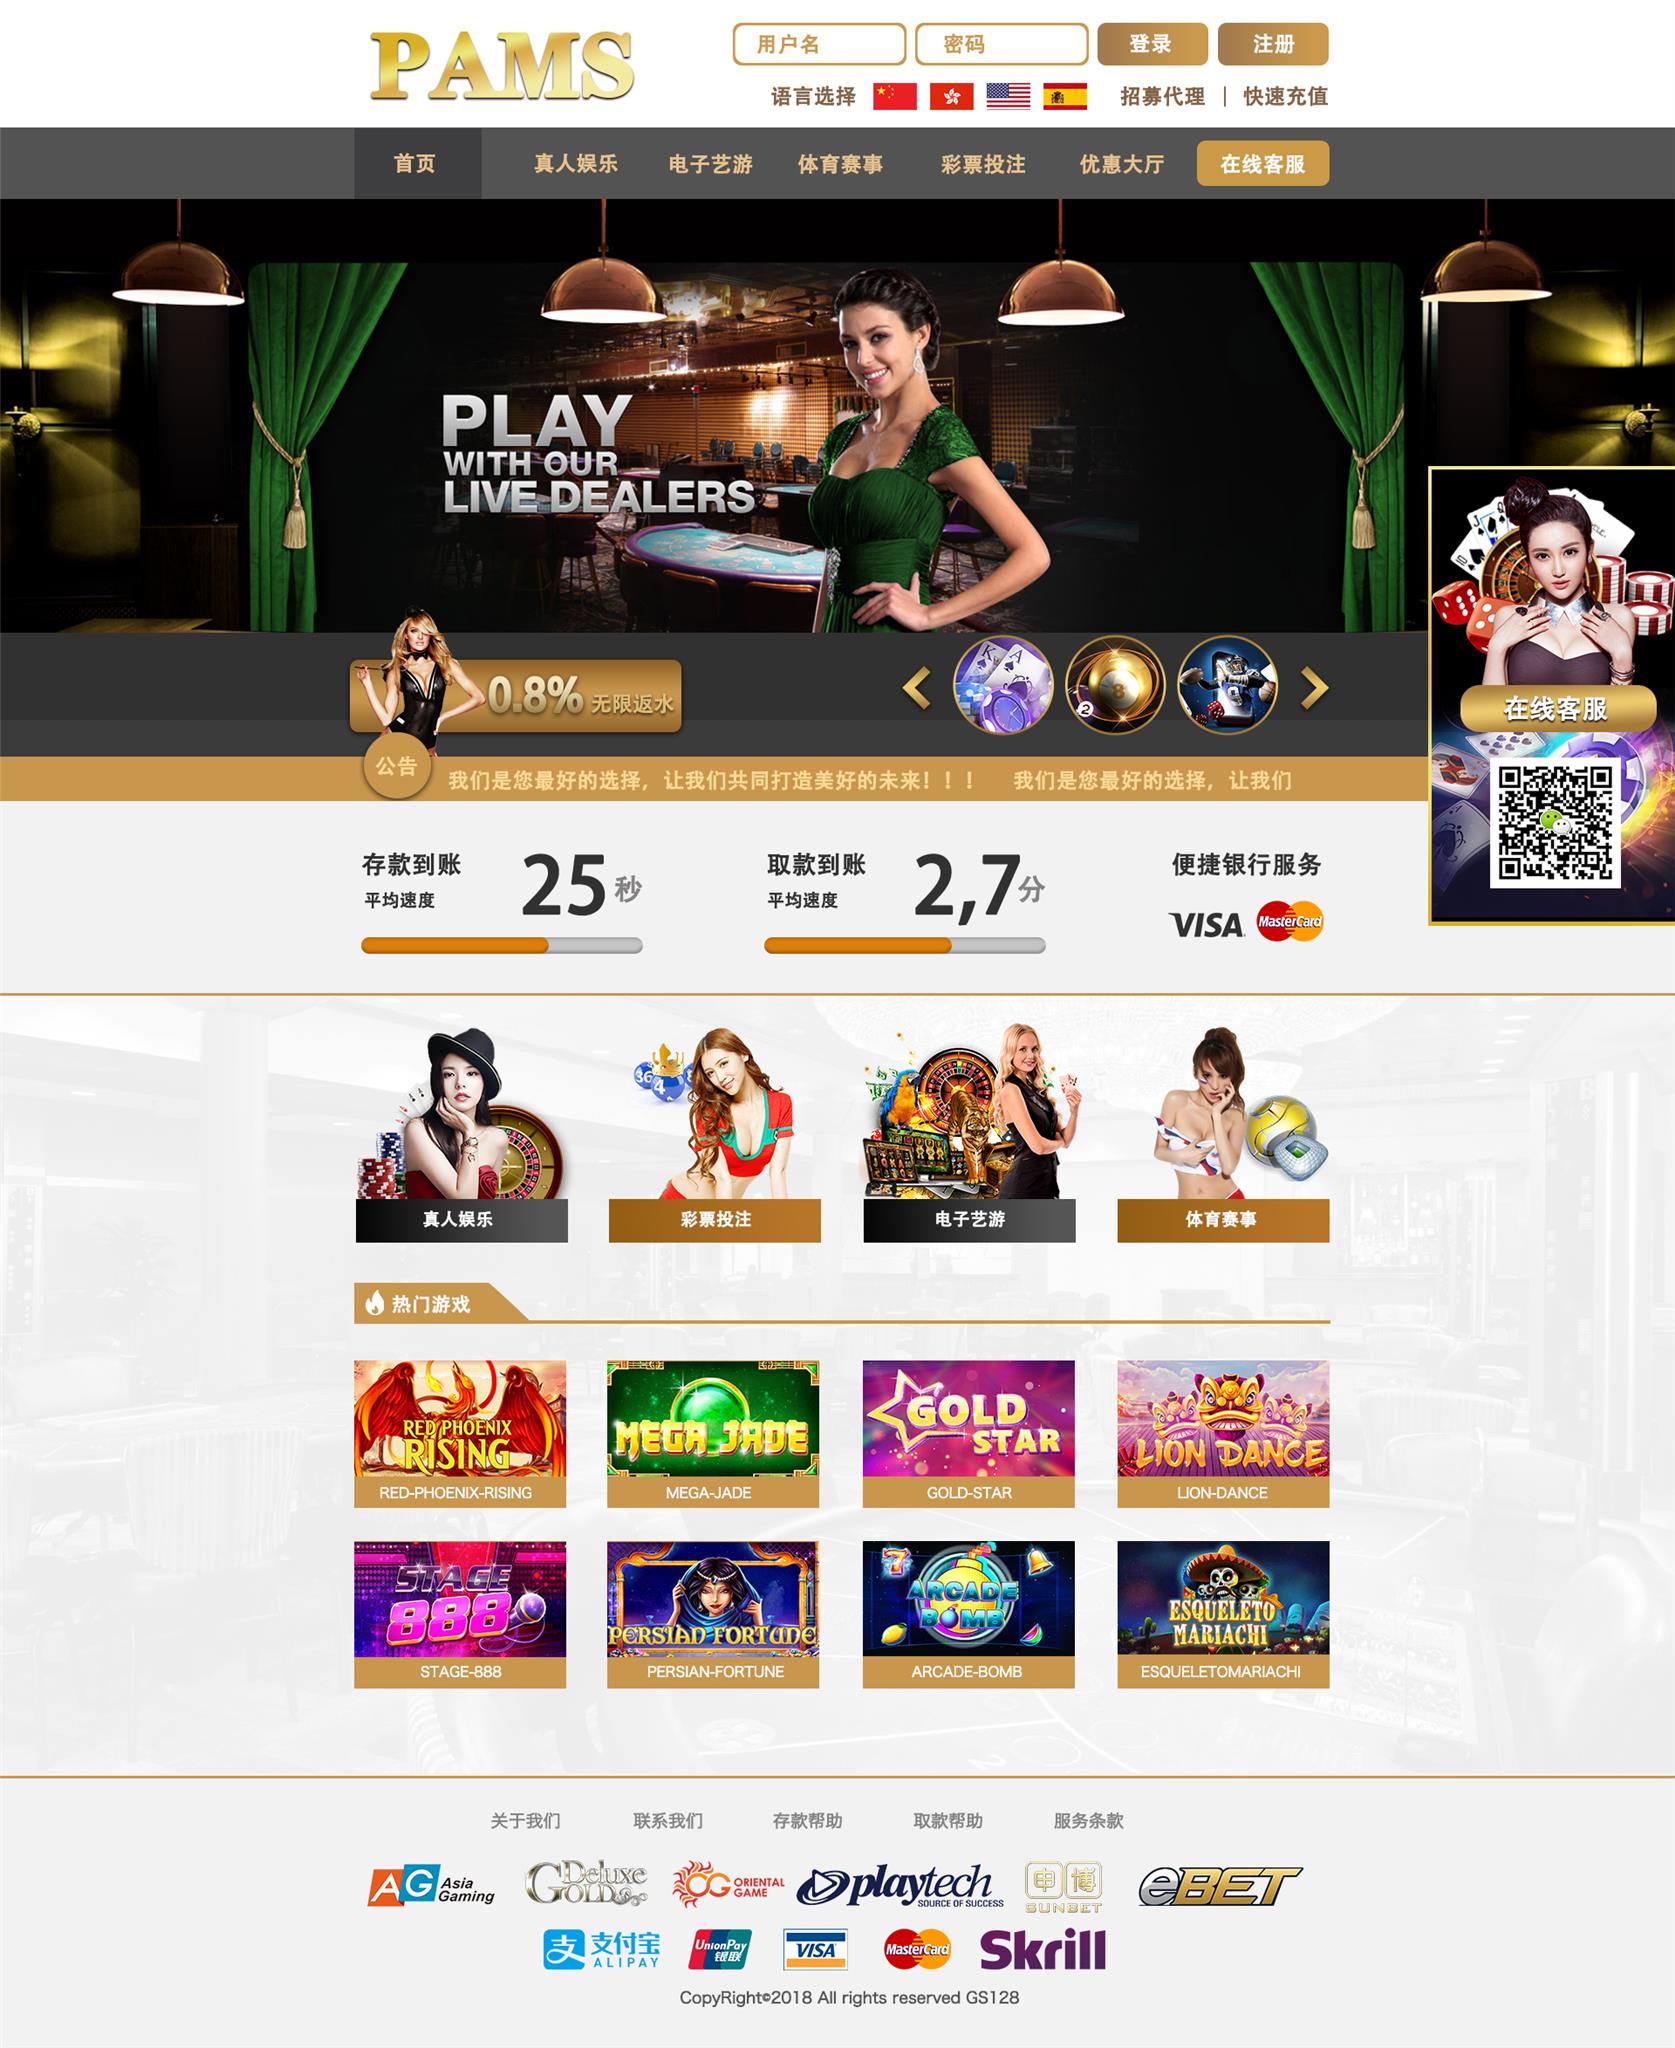 PAMS
用户名
密码
登录
注册
语言选择
招募代理 | 快速充值
首页
真人娱乐
电子艺游
体育赛事
彩票投注
优惠大厅
在线客服
PLAY
WITH OUR
LIVE DEALERS
0.8% 无限返水
在线客服
公告
我们是您最好的选择，让我们共同打造美好的未来！！！
我们是您最好的选择，让我们
存款到账
平均速度
25秒
取款到账
平均速度
2,7分
便捷银行服务
VISA
MasterCard
真人娱乐
彩票投注
电子艺游
体育赛事
热门游戏
RED PHOENIX
RISING
MEGA JADE
GOLD
STAR
LION DANCE
RED-PHOENIX-RISING
MEGA-JADE
GOLD-STAR
LION-DANCE
STAGE
888
PERSIAN FORTUNE
ARCADE
BOMB
ESQUELETO
MARIACHI
STAGE-888
PERSIAN-FORTUNE
ARCADE-BOMB
ESQUELETOMARIACHI
关于我们
联系我们
存款帮助
取款帮助
服务条款
AG Asia
Gaming
Deluxe
GOLD
OG ORIENTAL
GAME
playtech
SOURCE OF SUCCESS
申博
SUNBET
eBET
支 支付宝
ALIPAY
UnionPay
银联
VISA
MasterCard
Skrill
CopyRight©2018 All rights reserved GS128